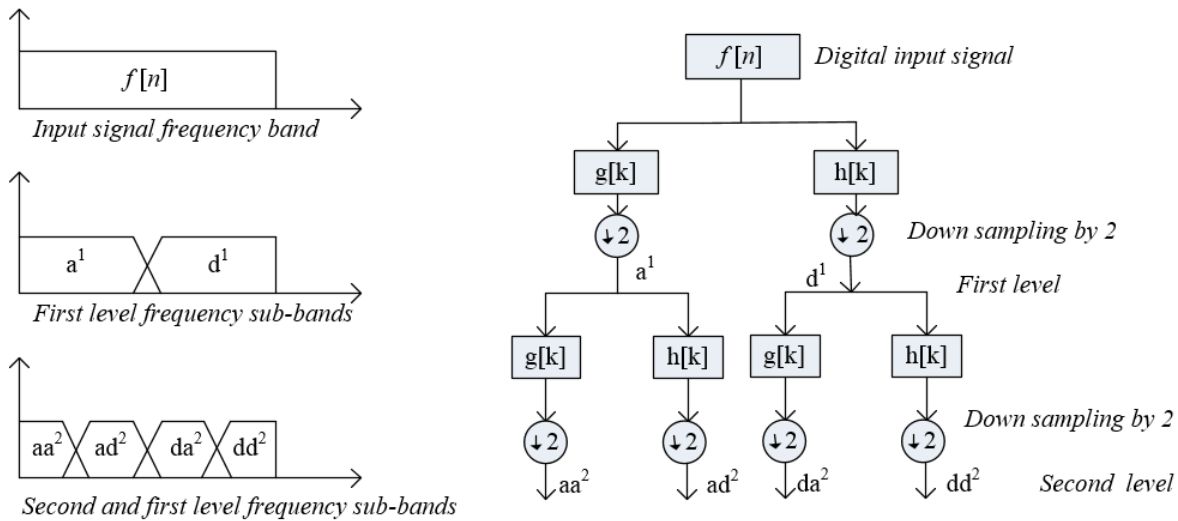 f[n]
Input signal frequency band
a¹ d¹
First level frequency sub-bands
aa² ad² da² dd²
Second and first level frequency sub-bands
f[n] Digital input signal
g[k] h[k]
↓2 ↓2 Down sampling by 2
a¹ d¹ First level
g[k] h[k] g[k] h[k]
↓2 ↓2 ↓2 ↓2 Down sampling by 2
aa² ad² da² dd² Second level